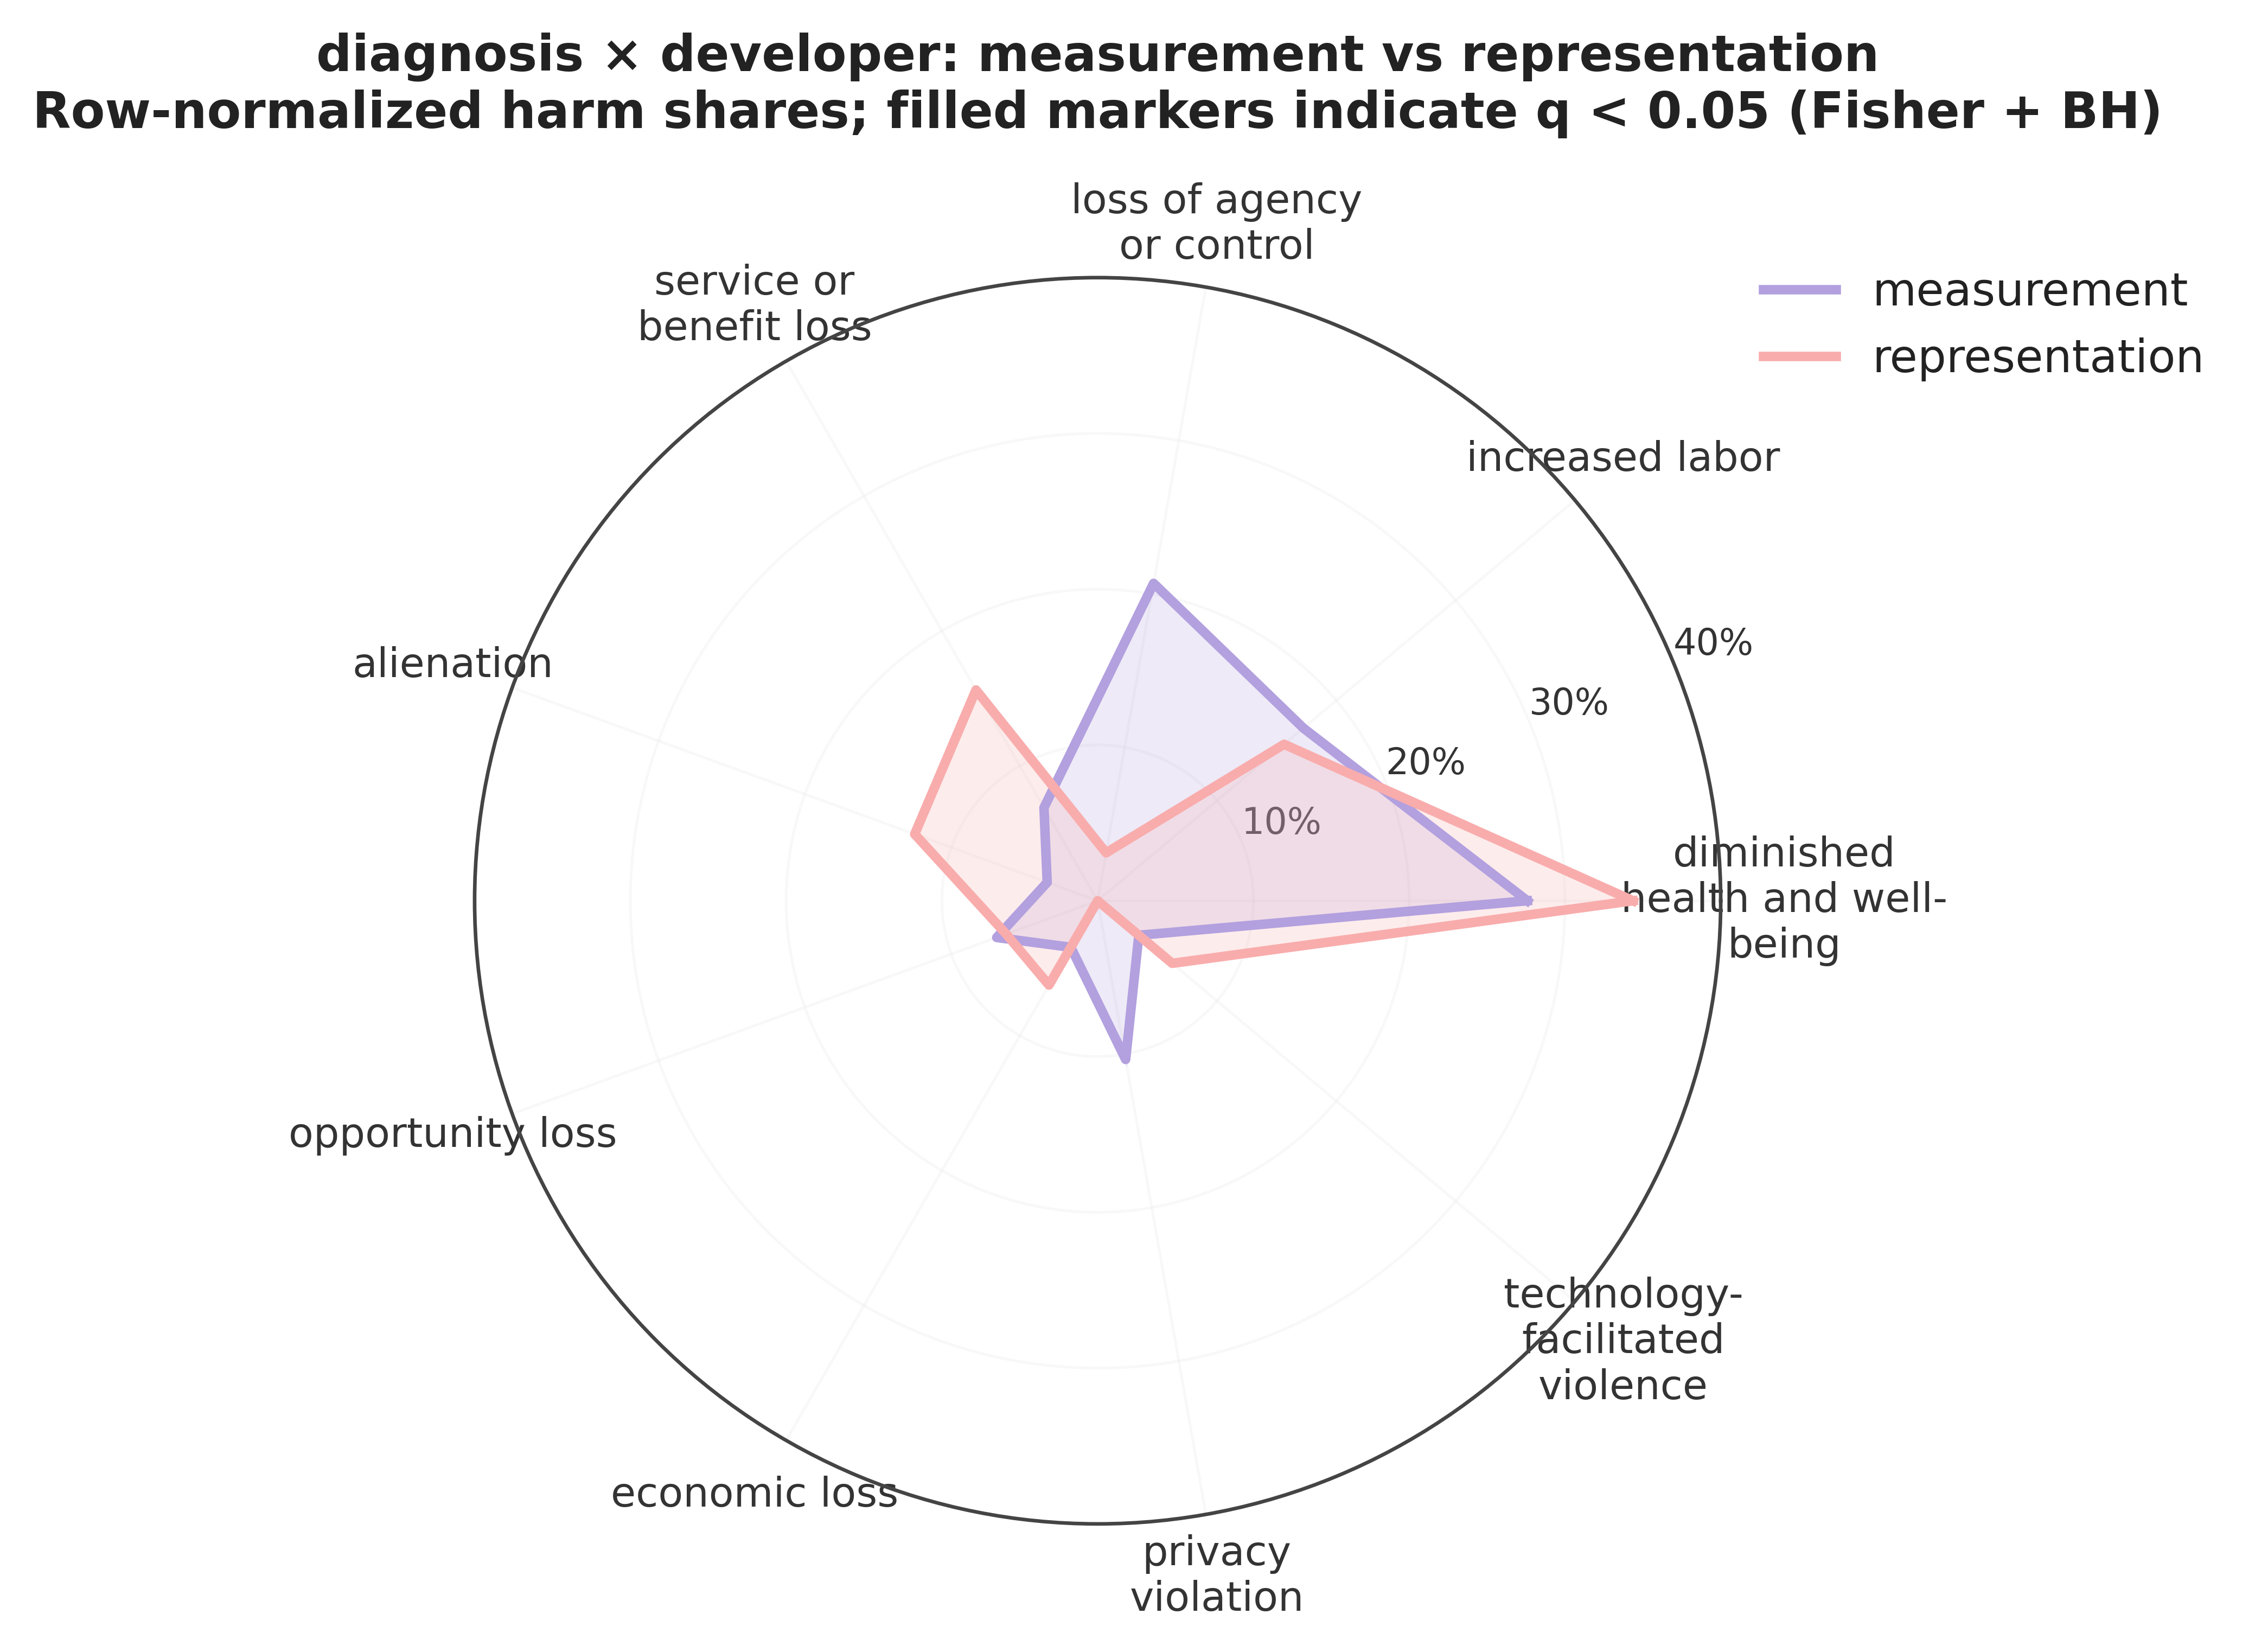 diagnosis × developer: measurement vs representation
Row-normalized harm shares; filled markers indicate q < 0.05 (Fisher + BH)
loss of agency
or control
service or
benefit loss
measurement
representation
increased labor
alienation
40%
30%
20%
10%
diminished
health and well-
being
opportunity loss
technology-
facilitated
violence
economic loss
privacy
violation